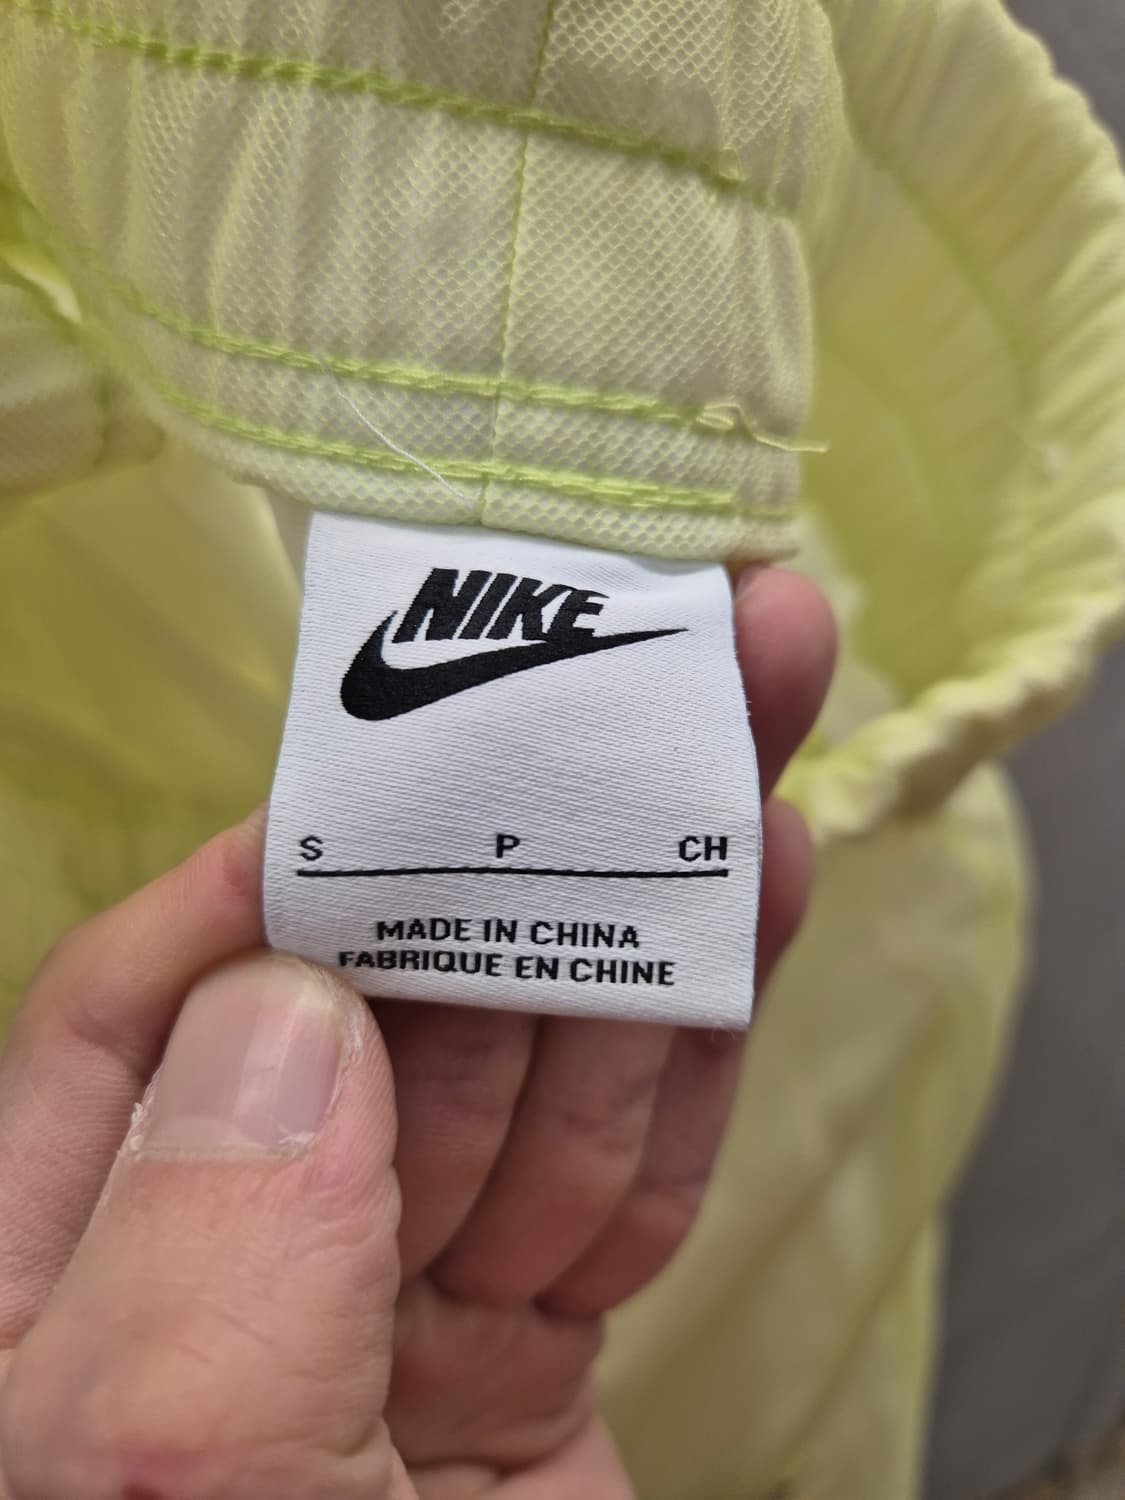 NIKE
S P CH
MADE IN CHINA
FABRIQUE EN CHINE